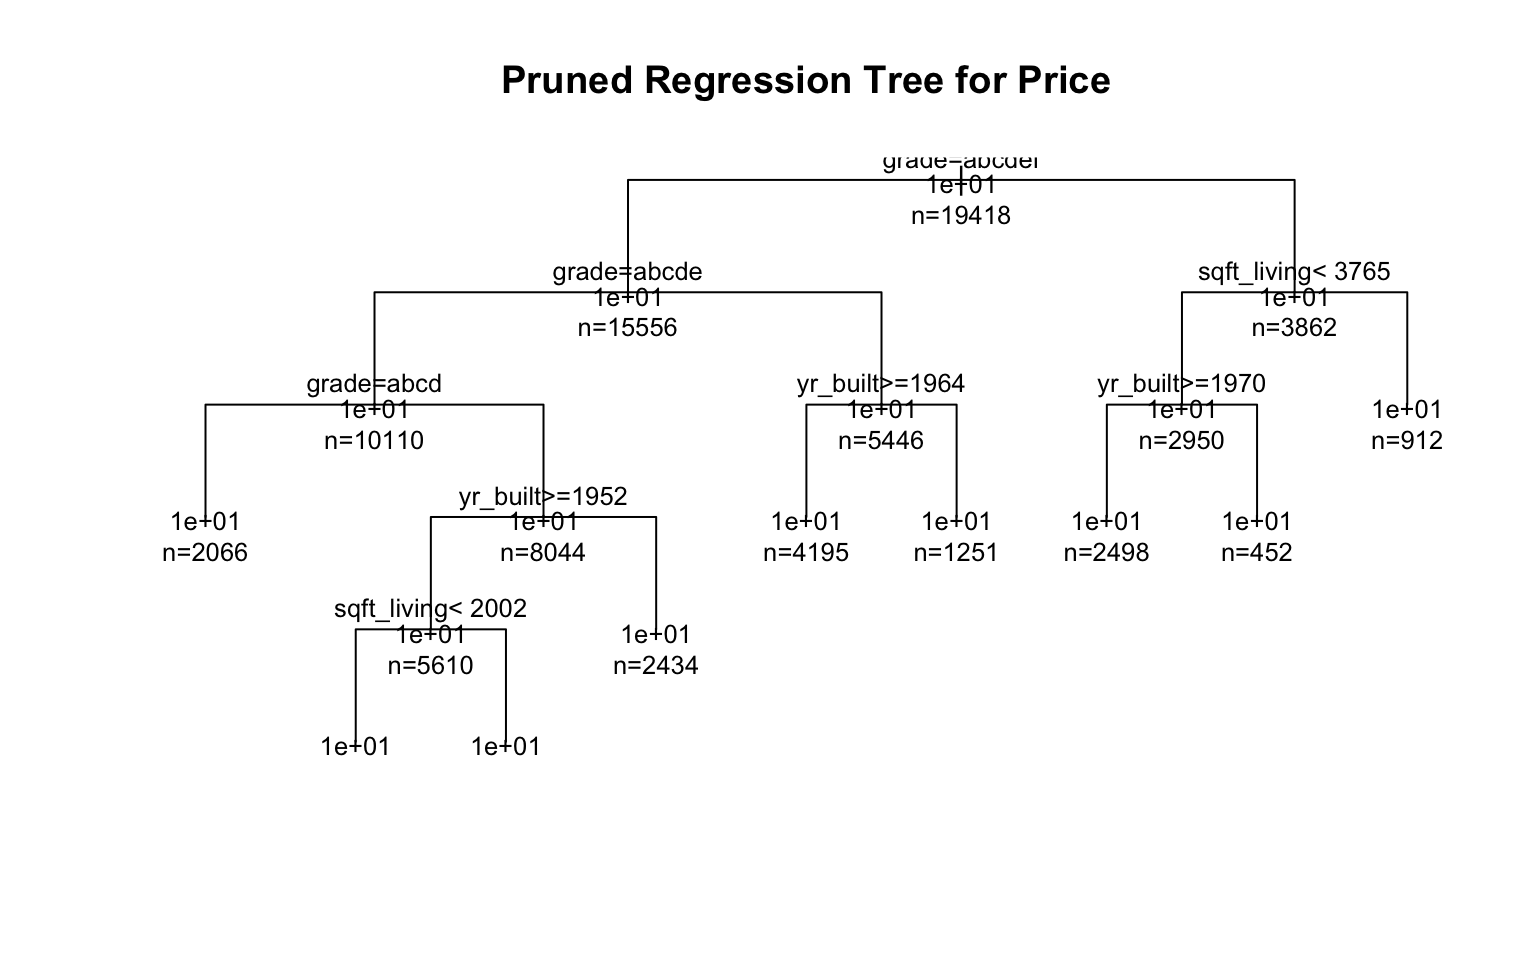 Pruned Regression Tree for Price
1e+01
n=19418
grade=abcde
1e+01
n=15556
sqft_living< 3765
1e+01
n=3862
grade=abcd
1e+01
n=10110
yr_built>=1964
1e+01
n=5446
yr_built>=1970
1e+01
n=2950
1e+01
n=912
1e+01
n=2066
yr_built>=1952
1e+01
n=8044
1e+01
n=4195
1e+01
n=1251
1e+01
n=2498
1e+01
n=452
sqft_living< 2002
1e+01
n=5610
1e+01
n=2434
1e+01
1e+01